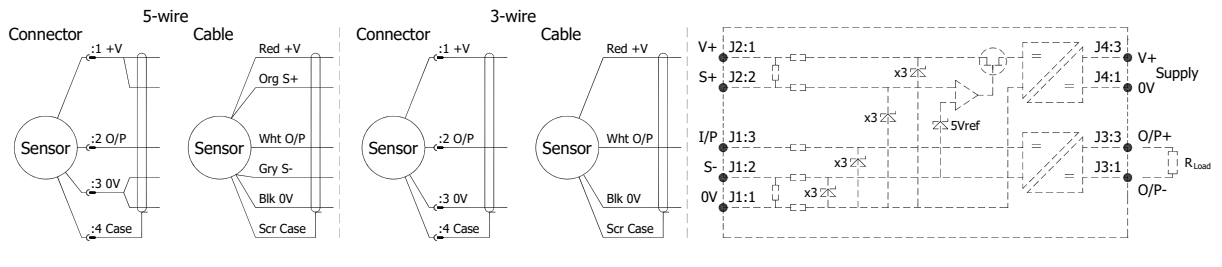 5-wire
Connector
Cable
:1 +V
:2 O/P
:3 0V
:4 Case
Sensor
Red +V
Org S+
Wht O/P
Gry S-
Blk 0V
Scr Case
Sensor
3-wire
Connector
Cable
:1 +V
:2 O/P
:3 0V
:4 Case
Sensor
Red +V
Wht O/P
Blk 0V
Scr Case
Sensor
V+ J2:1
S+ J2:2
I/P J1:3
S- J1:2
0V J1:1
x3
x3
5Vref
x3
x3
J4:3 V+
Supply
J4:1 0V
J3:3 O/P+
RLoad
J3:1 O/P-